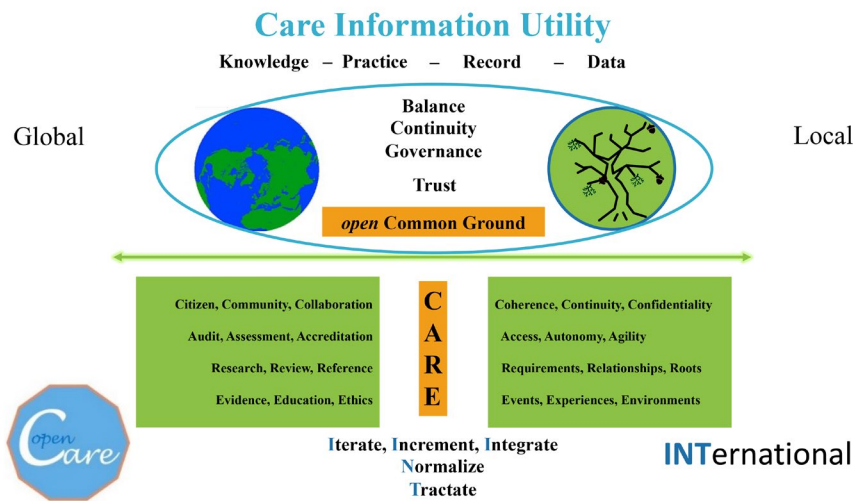 Care Information Utility
Knowledge – Practice – Record – Data
Balance
Continuity
Governance
Trust
Global
Local
open Common Ground
C
A
R
E
Citizen, Community, Collaboration
Audit, Assessment, Accreditation
Research, Review, Reference
Evidence, Education, Ethics
Coherence, Continuity, Confidentiality
Access, Autonomy, Agility
Requirements, Relationships, Roots
Events, Experiences, Environments
open
Care
Iterate, Increment, Integrate
Normalize
Tractate
INTernational